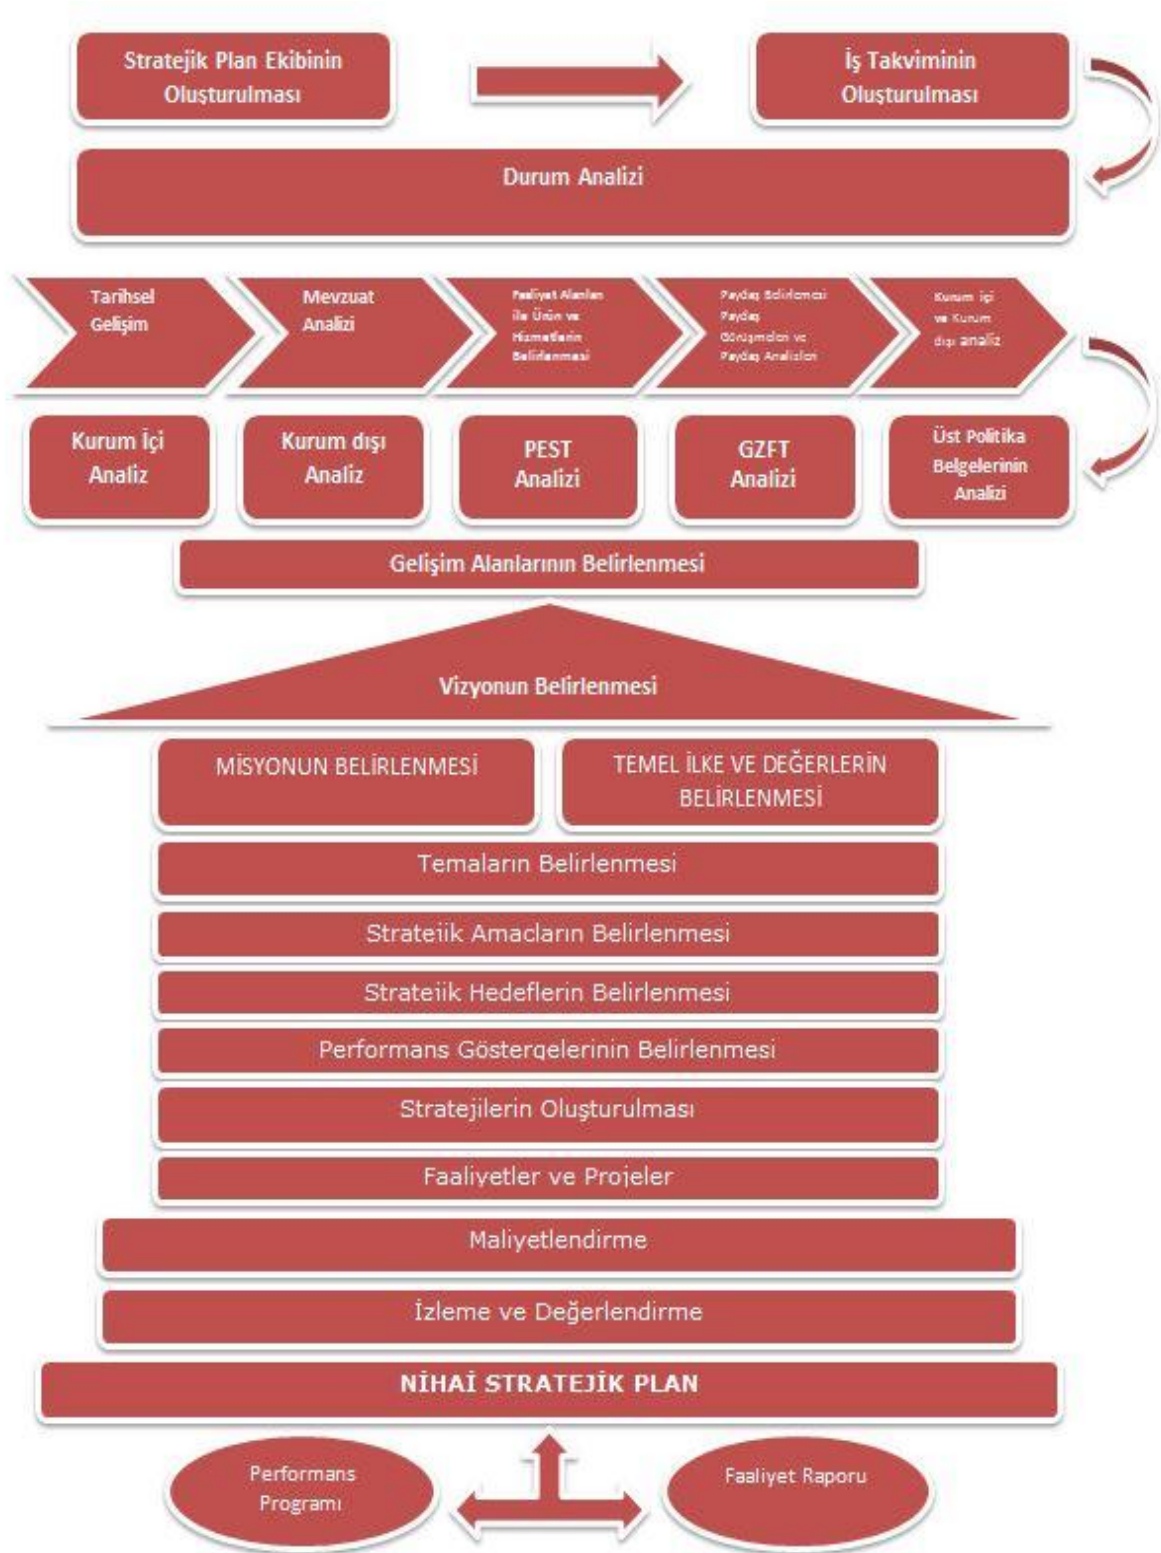 Stratejik Plan Ekibinin
Oluşturulması
İş Takviminin
Oluşturulması
Durum Analizi
Tarihsel
Gelişim
Mevzuat
Analizi
Faaliyet Alanları
ile Ürün ve
Hizmetlerin
Belirlenmesi
Paydaş Belirlemesi
Paydaş
Görüşmeleri ve
Paydaş Analizleri
Kurum içi
ve Kurum
dışı analiz
Kurum İçi
Analiz
Kurum dışı
Analiz
PEST
Analizi
GZFT
Analizi
Üst Politika
Belgelerinin
Analizi
Gelişim Alanlarının Belirlenmesi
Vizyonun Belirlenmesi
MİSYONUN BELİRLENMESİ
TEMEL İLKE VE DEĞERLERİN
BELİRLENMESİ
Temaların Belirlenmesi
Stratejik Amaçların Belirlenmesi
Stratejik Hedeflerin Belirlenmesi
Performans Göstergelerinin Belirlenmesi
Stratejilerin Oluşturulması
Faaliyetler ve Projeler
Maliyetlendirme
İzleme ve Değerlendirme
NİHAİ STRATEJİK PLAN
Performans
Programı
Faaliyet Raporu